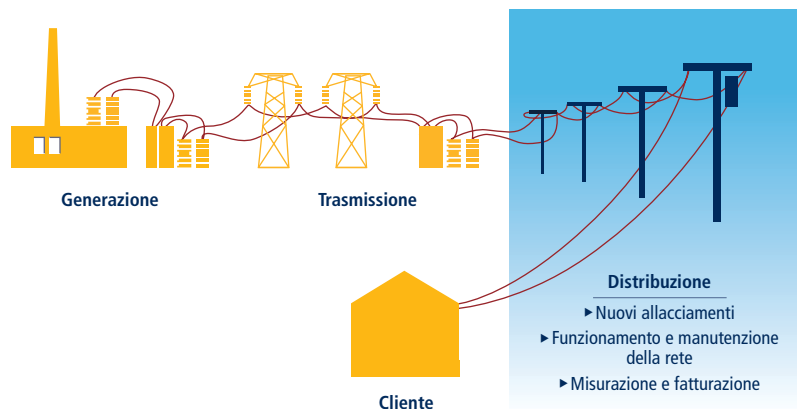 Generazione
Trasmissione
Distribuzione
▸ Nuovi allacciamenti
▸ Funzionamento e manutenzione
della rete
▸ Misurazione e fatturazione
Cliente